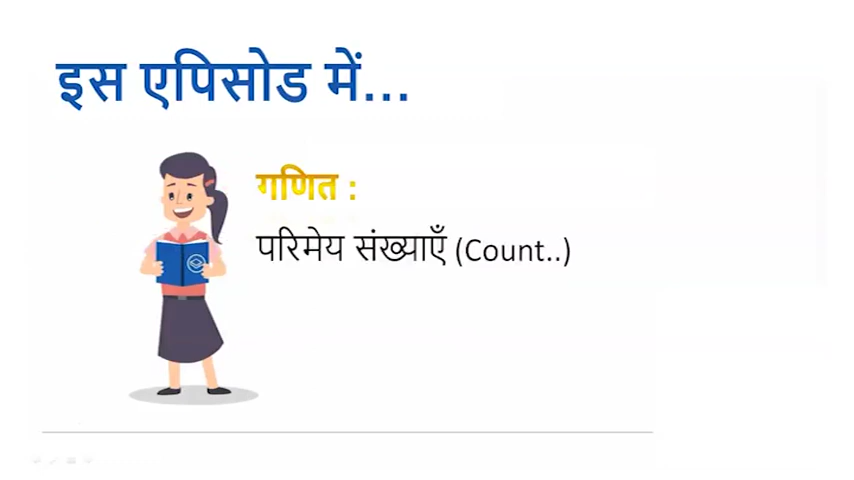 इस एपिसोड में...
गणित :
परिमेय संख्याएँ (Count..)